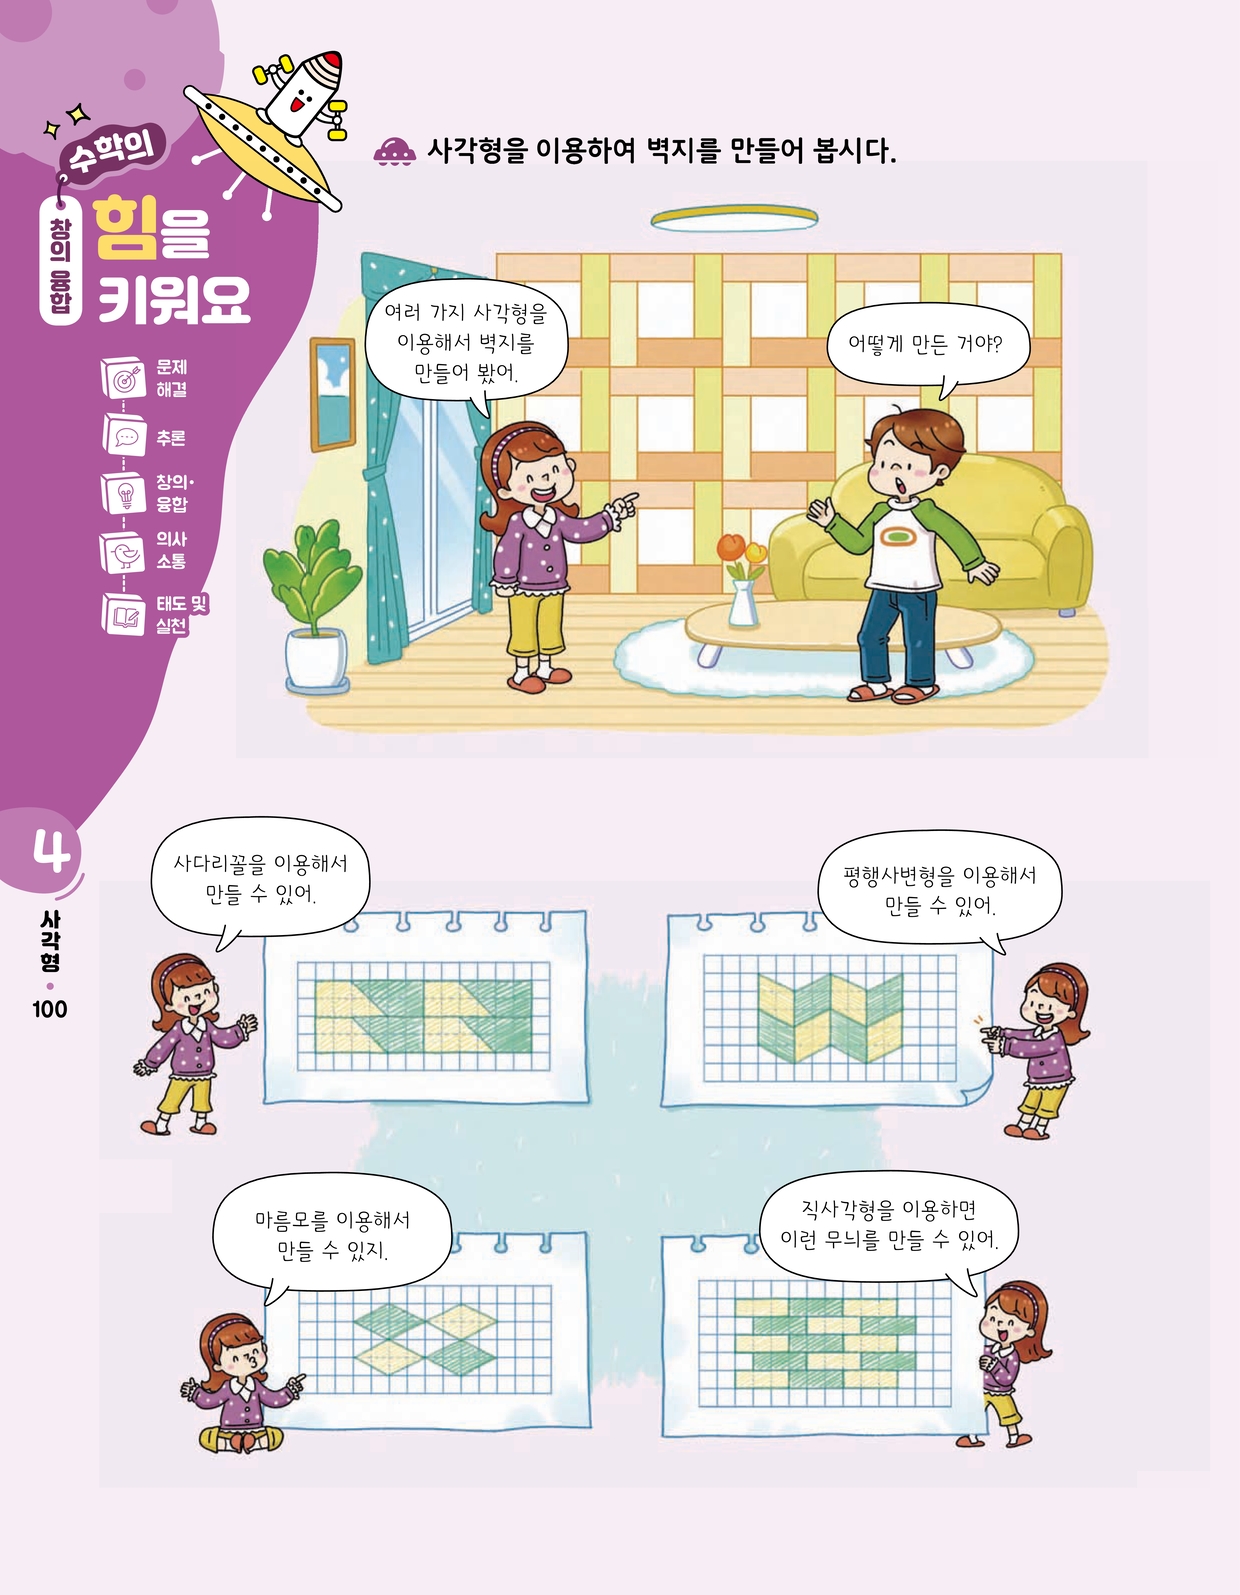 수학의
힘을
키워요
창의 융합
문제
해결
추론
창의·
융합
의사
소통
태도 및
실천
사각형을 이용하여 벽지를 만들어 봅시다.
여러 가지 사각형을
이용해서 벽지를
만들어 봤어.
어떻게 만든 거야?
4
사각형
100
사다리꼴을 이용해서
만들 수 있어.
평행사변형을 이용해서
만들 수 있어.
마름모를 이용해서
만들 수 있지.
직사각형을 이용하면
이런 무늬를 만들 수 있어.